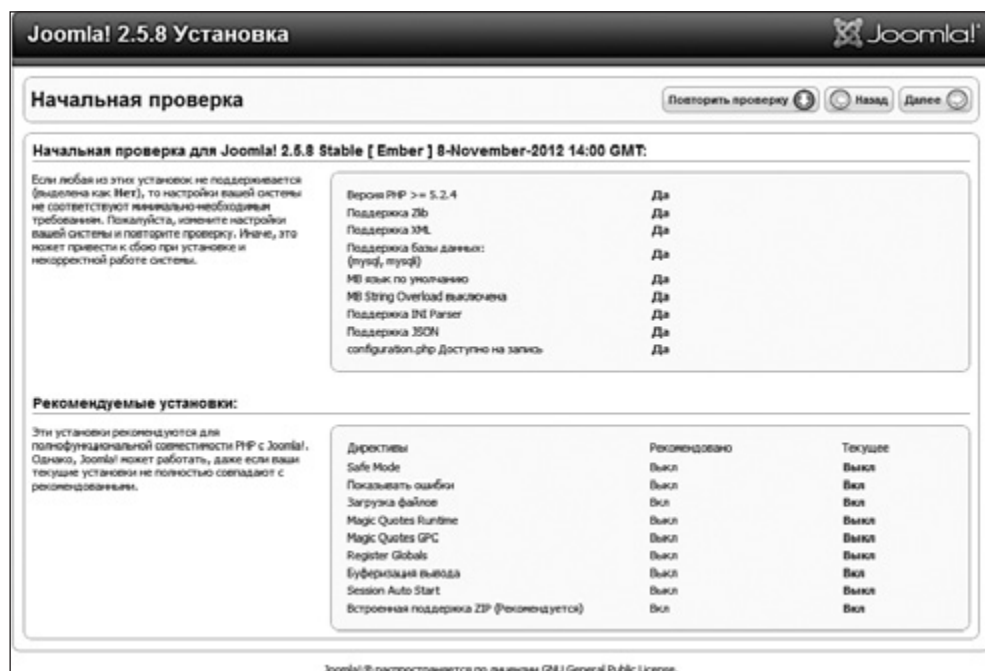 Joomla! 2.5.8 Установка
Joomla!
Начальная проверка
Повторить проверку
Назад
Далее
Начальная проверка для Joomla! 2.5.8 Stable [ Ember ] 8-November-2012 14:00 GMT:
Если любая из этих установок не поддерживается
(выделена как Нет), то настройки вашей системы
не соответствуют минимально необходимым
требованиям. Пожалуйста, измените настройки
вашей системы и повторите проверку. Иначе, это
может привести к сбою при установке и
некорректной работе системы.
Версия PHP >= 5.2.4 Да
Поддержка Zlib Да
Поддержка XML Да
Поддержка базы данных:
(mysql, mysqli) Да
MB язык по умолчанию Да
MB String Overload выключена Да
Поддержка INI Parser Да
Поддержка JSON Да
configuration.php Доступно на запись Да
Рекомендуемые установки:
Эти установки рекомендуются для
полнофункциональной совместимости PHP с Joomla!.
Однако, Joomla! может работать, даже если ваши
текущие установки не полностью совпадают с
рекомендованными.
Директивы Рекомендовано Текущее
Safe Mode Выкл Выкл
Показывать ошибки Выкл Вкл
Загрузка файлов Вкл Вкл
Magic Quotes Runtime Выкл Выкл
Magic Quotes GPC Выкл Выкл
Register Globals Выкл Выкл
Буферизация вывода Выкл Вкл
Session Auto Start Выкл Выкл
Встроенная поддержка ZIP (Рекомендуется) Вкл Вкл
Joomla!® распространяется по лицензии GNU General Public License.